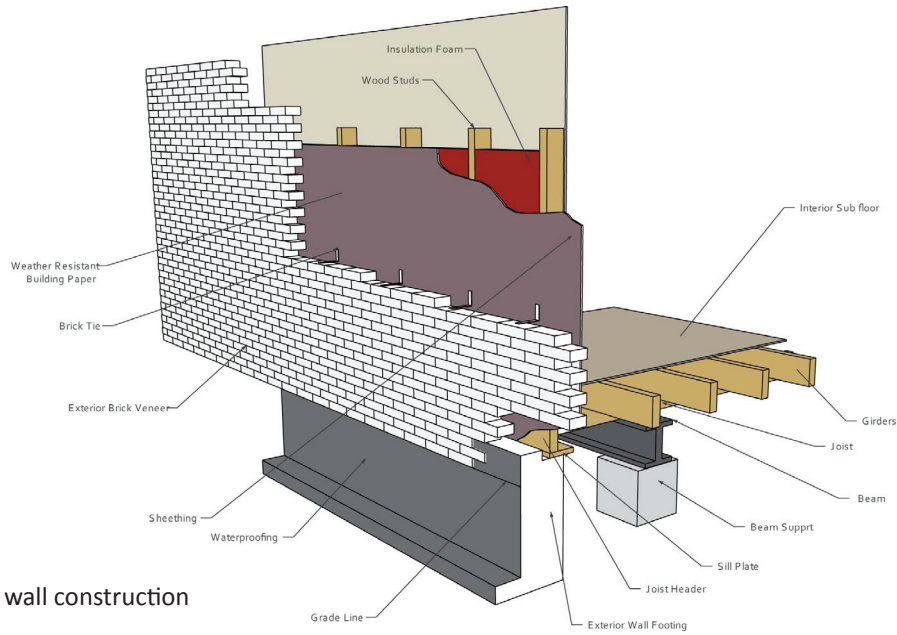 Insulation Foam
Wood Studs
Interior Sub floor
Weather Resistant
Building Paper
Brick Tie
Exterior Brick Veneer
Girders
Joist
Beam
Sheething
Waterproofing
Beam Supprt
Sill Plate
Joist Header
wall construction
Grade Line
Exterior Wall Footing